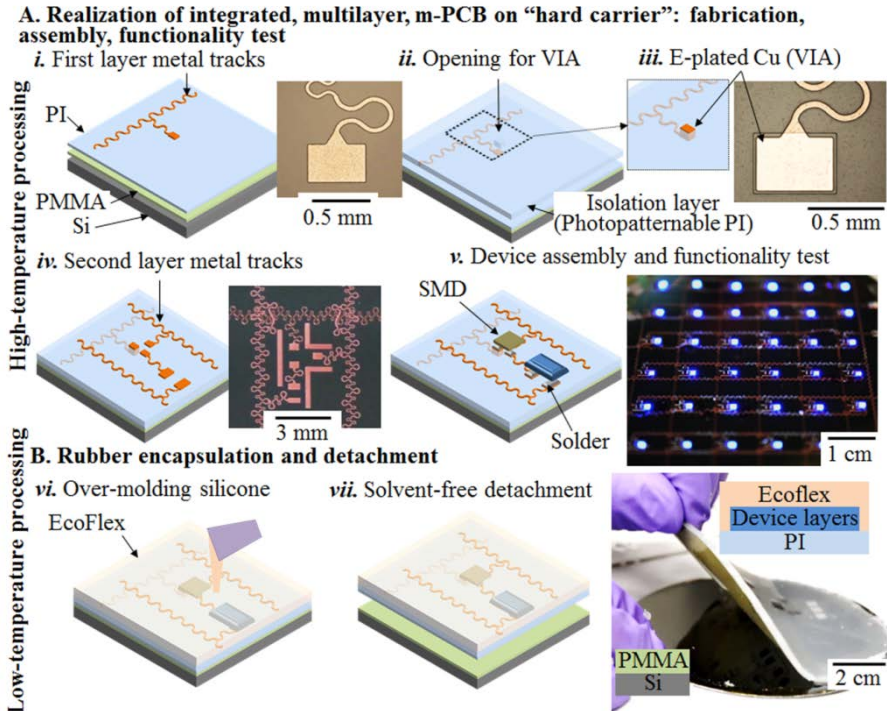 A. Realization of integrated, multilayer, m-PCB on “hard carrier”: fabrication,
assembly, functionality test
High-temperature processing
i. First layer metal tracks
PI
PMMA
Si
0.5 mm
ii. Opening for VIA
iii. E-plated Cu (VIA)
Isolation layer
(Photopatternable PI)
0.5 mm
iv. Second layer metal tracks
3 mm
v. Device assembly and functionality test
SMD
Solder
1 cm
Low-temperature processing
B. Rubber encapsulation and detachment
vi. Over-molding silicone
EcoFlex
vii. Solvent-free detachment
Ecoflex
Device layers
PI
PMMA
Si
2 cm